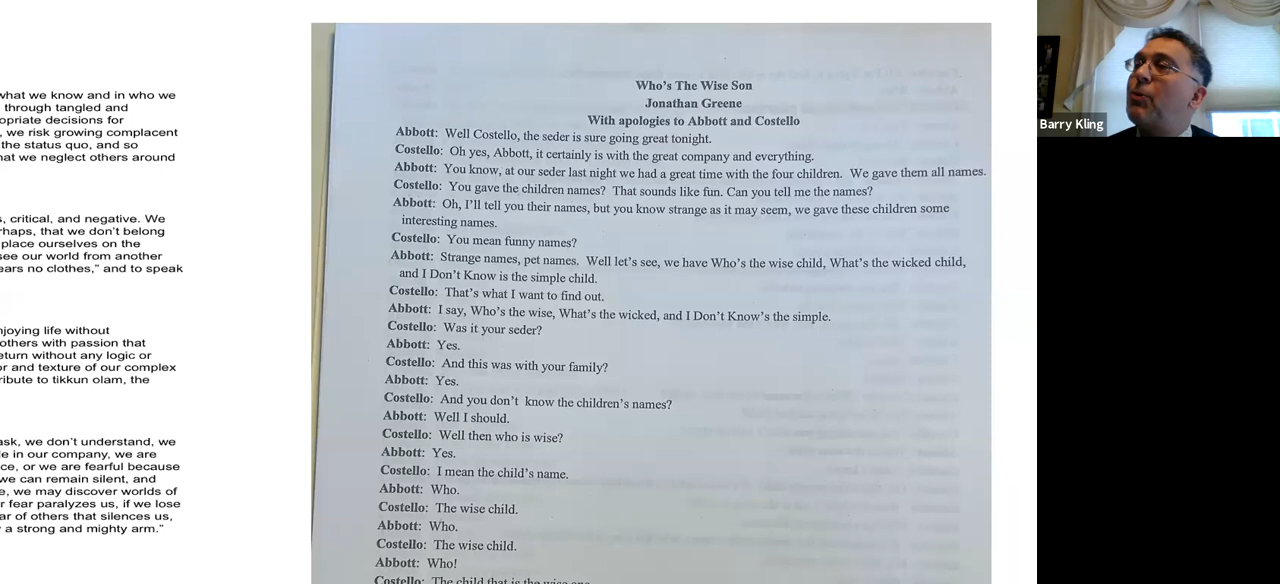 what we know and in who we
through tangled and
opriate decisions for
, we risk growing complacent
the status quo, and so
hat we neglect others around
s, critical, and negative. We
rhaps, that we don't belong
place ourselves on the
see our world from another
ears no clothes," and to speak
njoying life without
others with passion that
eturn without any logic or
or and texture of our complex
ribute to tikkun olam, the
ask, we don't understand, we
le in our company, we are
ce, or we are fearful because
we can remain silent, and
e, we may discover worlds of
r fear paralyzes us, if we lose
ar of others that silences us,
a strong and mighty arm."
Who's The Wise Son
Jonathan Greene
With apologies to Abbott and Costello
Abbott: Well Costello, the seder is sure going great tonight.
Costello: Oh yes, Abbott, it certainly is with the great company and everything.
Abbott: You know, at our seder last night we had a great time with the four children. We gave them all names.
Costello: You gave the children names? That sounds like fun. Can you tell me the names?
Abbott: Oh, I'll tell you their names, but you know strange as it may seem, we gave these children some
interesting names.
Costello: You mean funny names?
Abbott: Strange names, pet names. Well let's see, we have Who's the wise child, What's the wicked child,
and I Don't Know is the simple child.
Costello: That's what I want to find out.
Abbott: I say, Who's the wise, What's the wicked, and I Don't Know's the simple.
Costello: Was it your seder?
Abbott: Yes.
Costello: And this was with your family?
Abbott: Yes.
Costello: And you don't know the children's names?
Abbott: Well I should.
Costello: Well then who is wise?
Abbott: Yes.
Costello: I mean the child's name.
Abbott: Who.
Costello: The wise child.
Abbott: Who.
Costello: The wise child.
Abbott: Who!
Costello: The child that is the wise one
Barry Kling